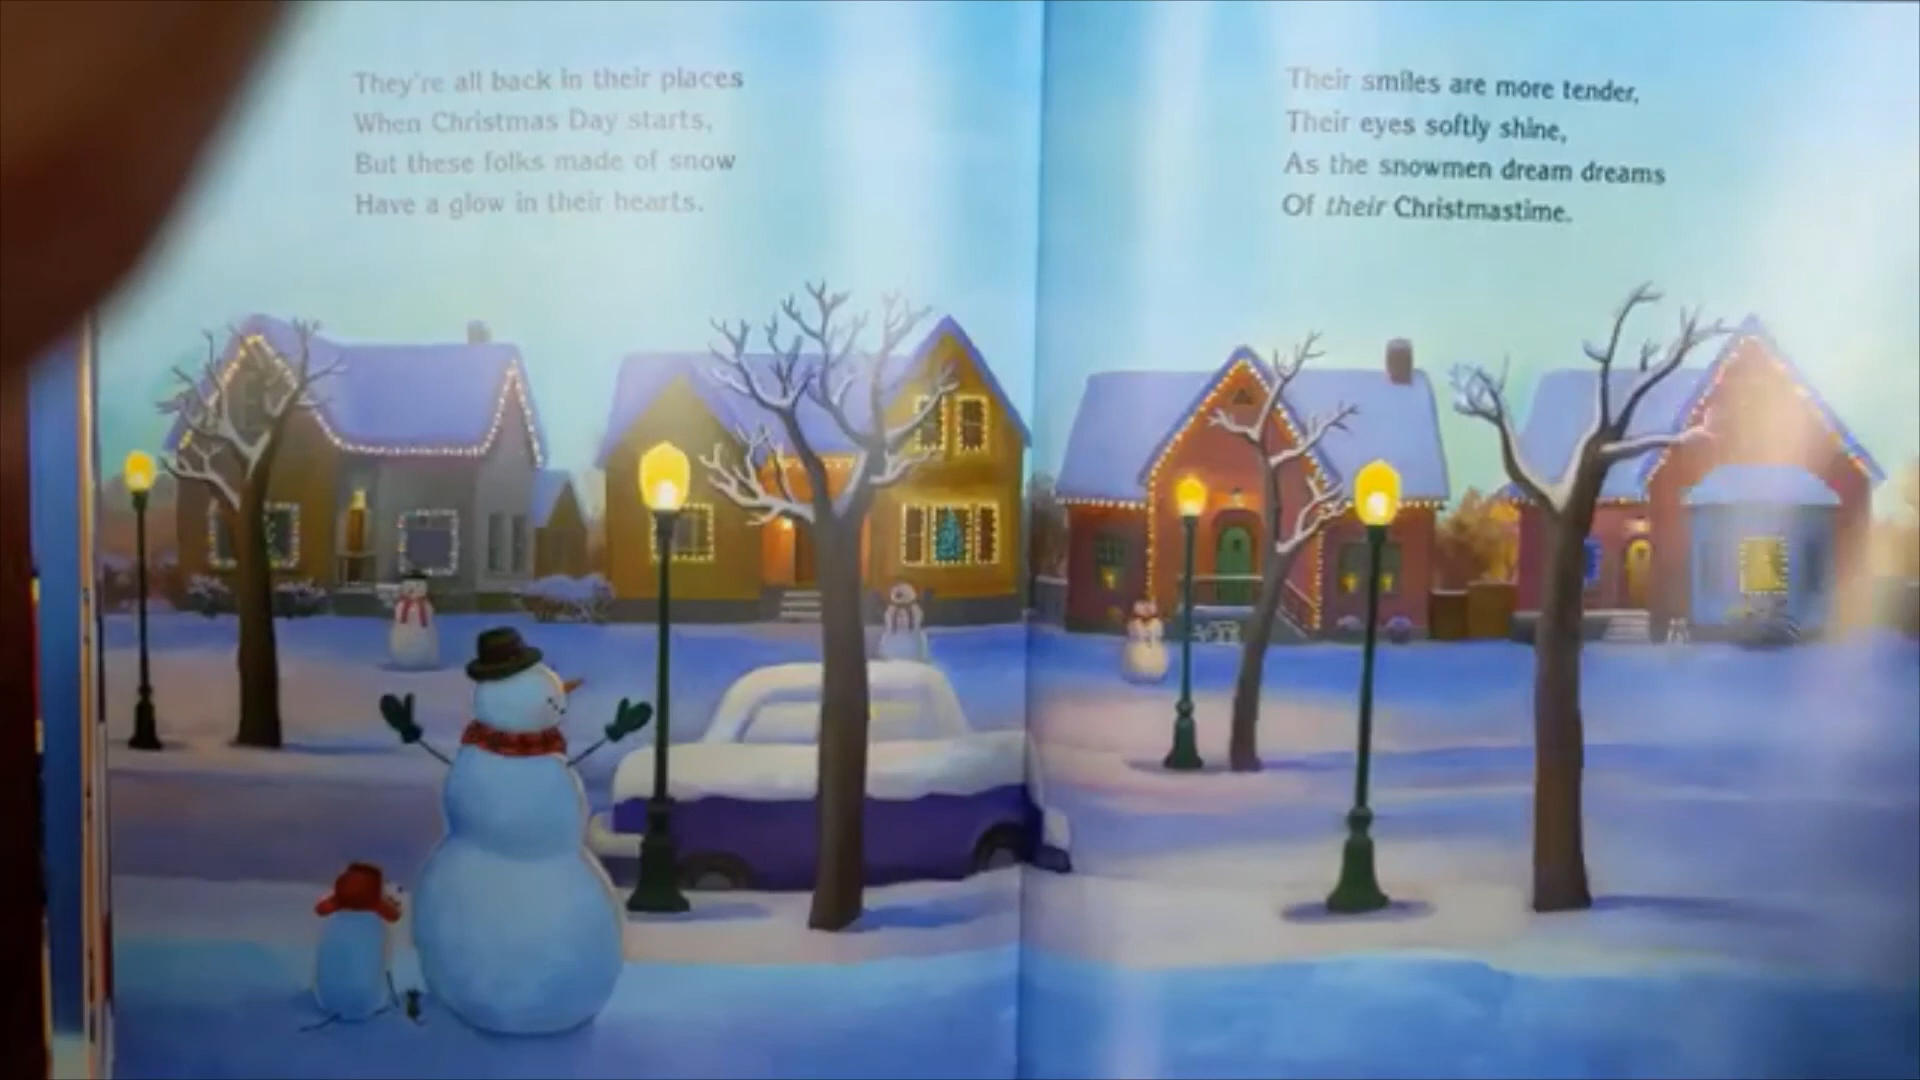 They're all back in their places
When Christmas Day starts,
But these folks made of snow
Have a glow in their hearts.
Their smiles are more tender,
Their eyes softly shine,
As the snowmen dream dreams
Of their Christmastime.